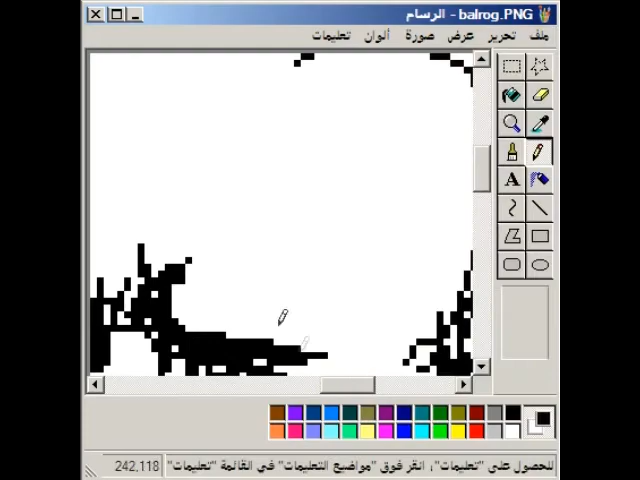 balrog.PNG - الرسام
ملف تحرير عرض صورة ألوان تعليمات
A
للحصول على "تعليمات"، انقر فوق "مواضيع التعليمات" في القائمة "تعليمات"
242,118